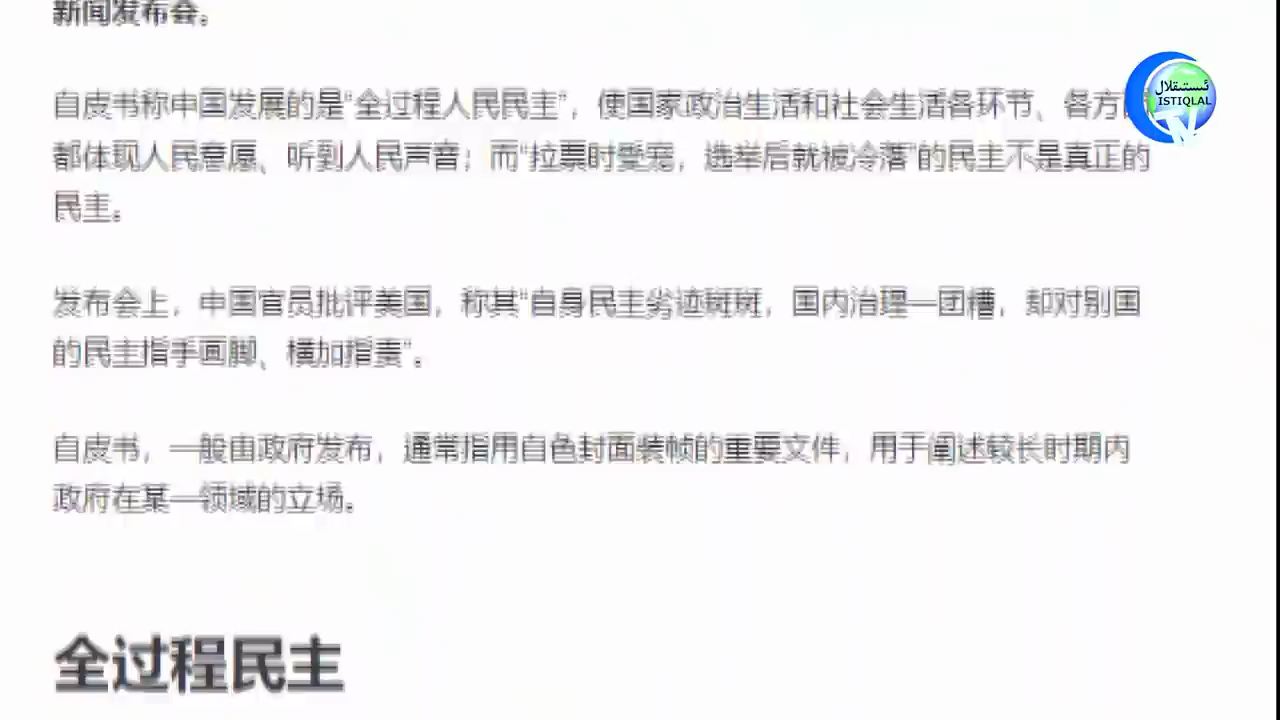 新闻发布会。
白皮书称中国发展的是“全过程人民民主”，使国家政治生活和社会生活各环节、各方
都体现人民意愿、听到人民声音；而“拉票时受宠，选举后就被冷落”的民主不是真正的
民主。
发布会上，中国官员批评美国，称其“自身民主劣迹斑斑，国内治理一团糟，却对别国
的民主指手画脚、横加指责”。
白皮书，一般由政府发布，通常指用白色封面装帧的重要文件，用于阐述较长时期内
政府在某一领域的立场。
全过程民主
ئىستىقلال
ISTIQLAL
TV